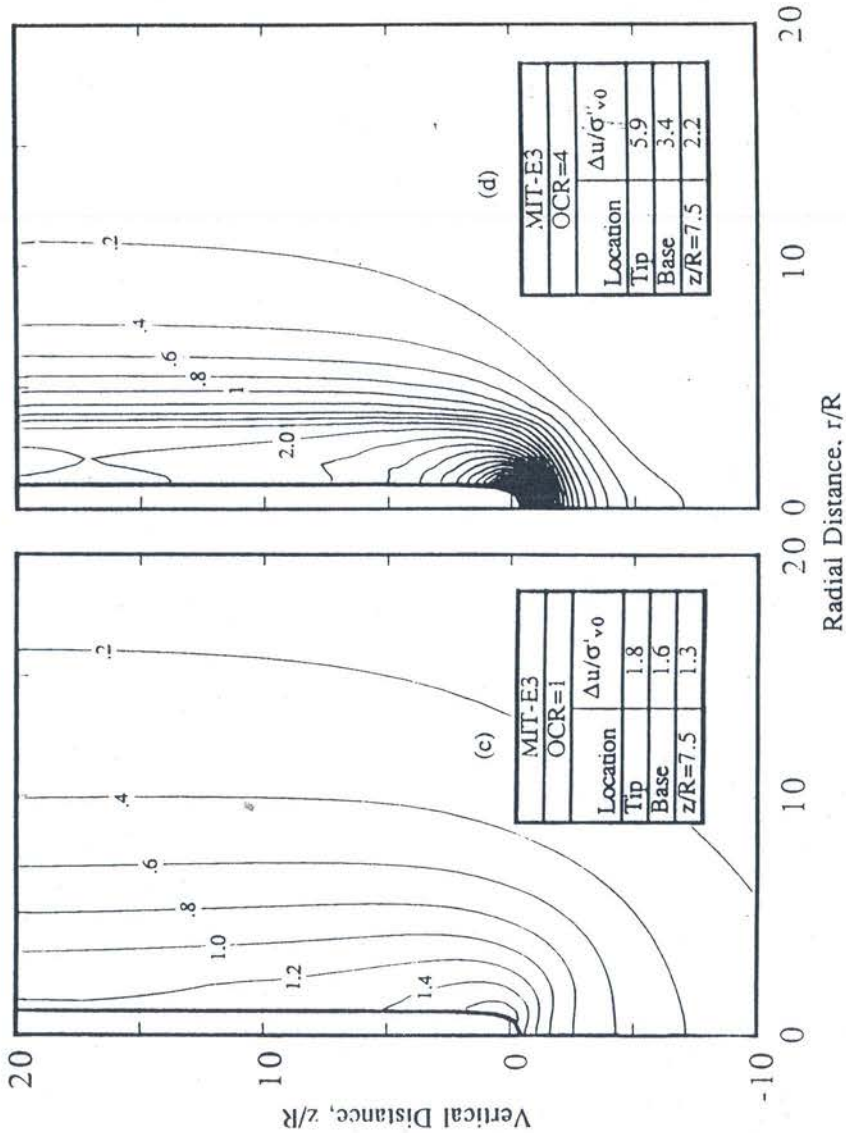 Vertical Distance, z/R
20
10
0
-10
1.2
1.0
.8
.6
.4
.2
1.4
(c)
MIT-E3
OCR=1
Location Δu/σ'v0
Tip 1.8
Base 1.6
z/R=7.5 1.3
0
10
20
2.0
1
.8
.6
.4
.2
(d)
MIT-E3
OCR=4
Location Δu/σ'v0
Tip 5.9
Base 3.4
z/R=7.5 2.2
0
10
20
Radial Distance, r/R